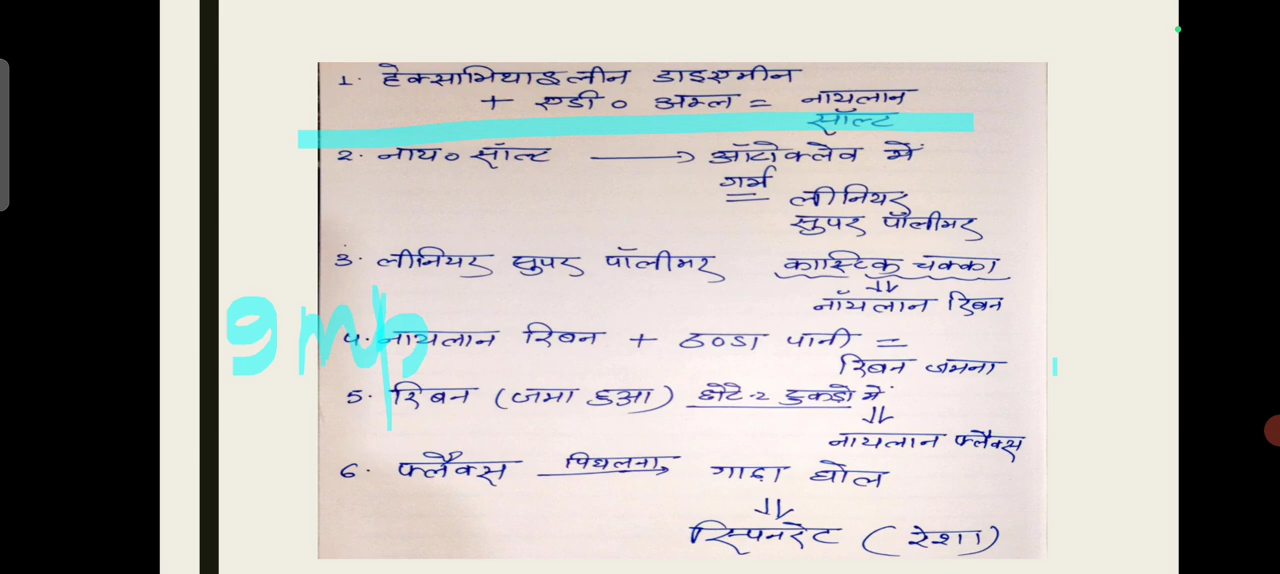 1. हेक्सामिथाइलीन डाइएमीन
+ एडी० अम्ल = नायलान
सॉल्ट
2. नाय० सॉल्ट → ऑटोक्लेव में
गर्म
=
लीनियर
सुपर पॉलीमर
3. लीनियर सुपर पॉलीमर कास्टिक चक्का
⇓
नॉयलान रिबन
4. नायलान रिबन + ठण्डा पानी =
रिबन जमना
5. रिबन (जमा हुआ) छोटे-2 टुकड़ो में
⇓
नायलान फ्लैक्स
6. फ्लैक्स पिघलना→ गाढ़ा घोल
⇓
स्पिनरेट (रेशा)